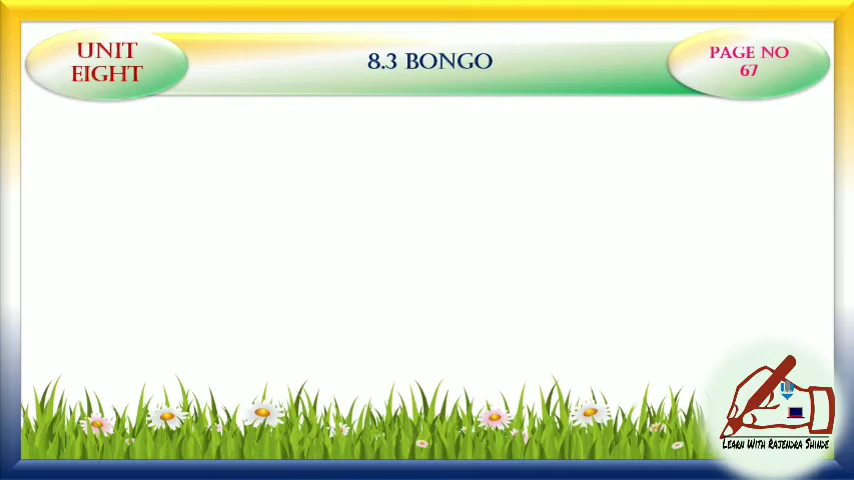 UNIT
EIGHT
8.3 BONGO
PAGE NO
67
LEARN WITH RAJENDRA SHINDE